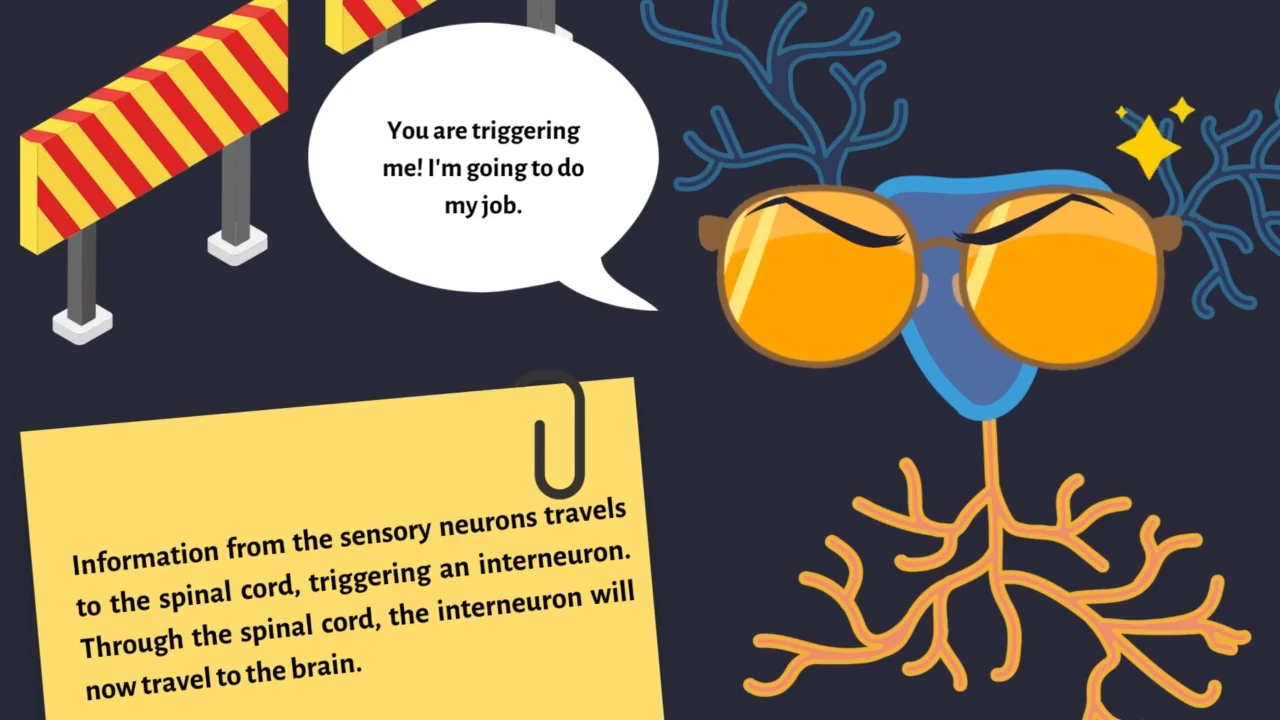 You are triggering
me! I'm going to do
my job.
Information from the sensory neurons travels
to the spinal cord, triggering an interneuron.
Through the spinal cord, the interneuron will
now travel to the brain.